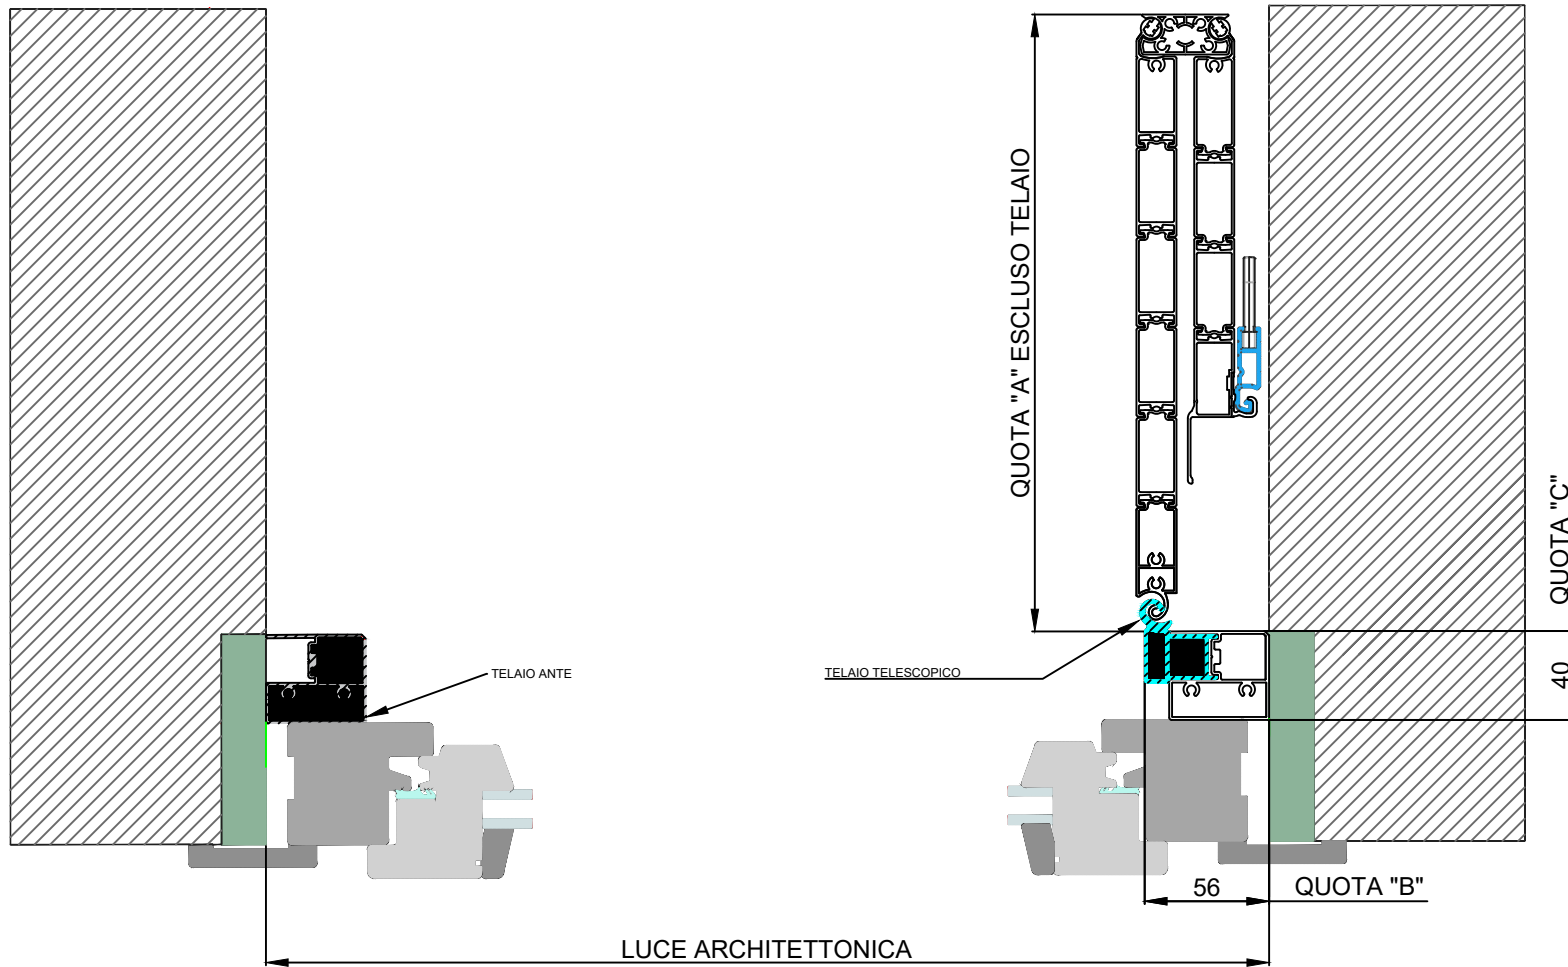 QUOTA "A" ESCLUSO TELAIO
QUOTA "C"
40
TELAIO ANTE
TELAIO TELESCOPICO
56
QUOTA "B"
LUCE ARCHITETTONICA